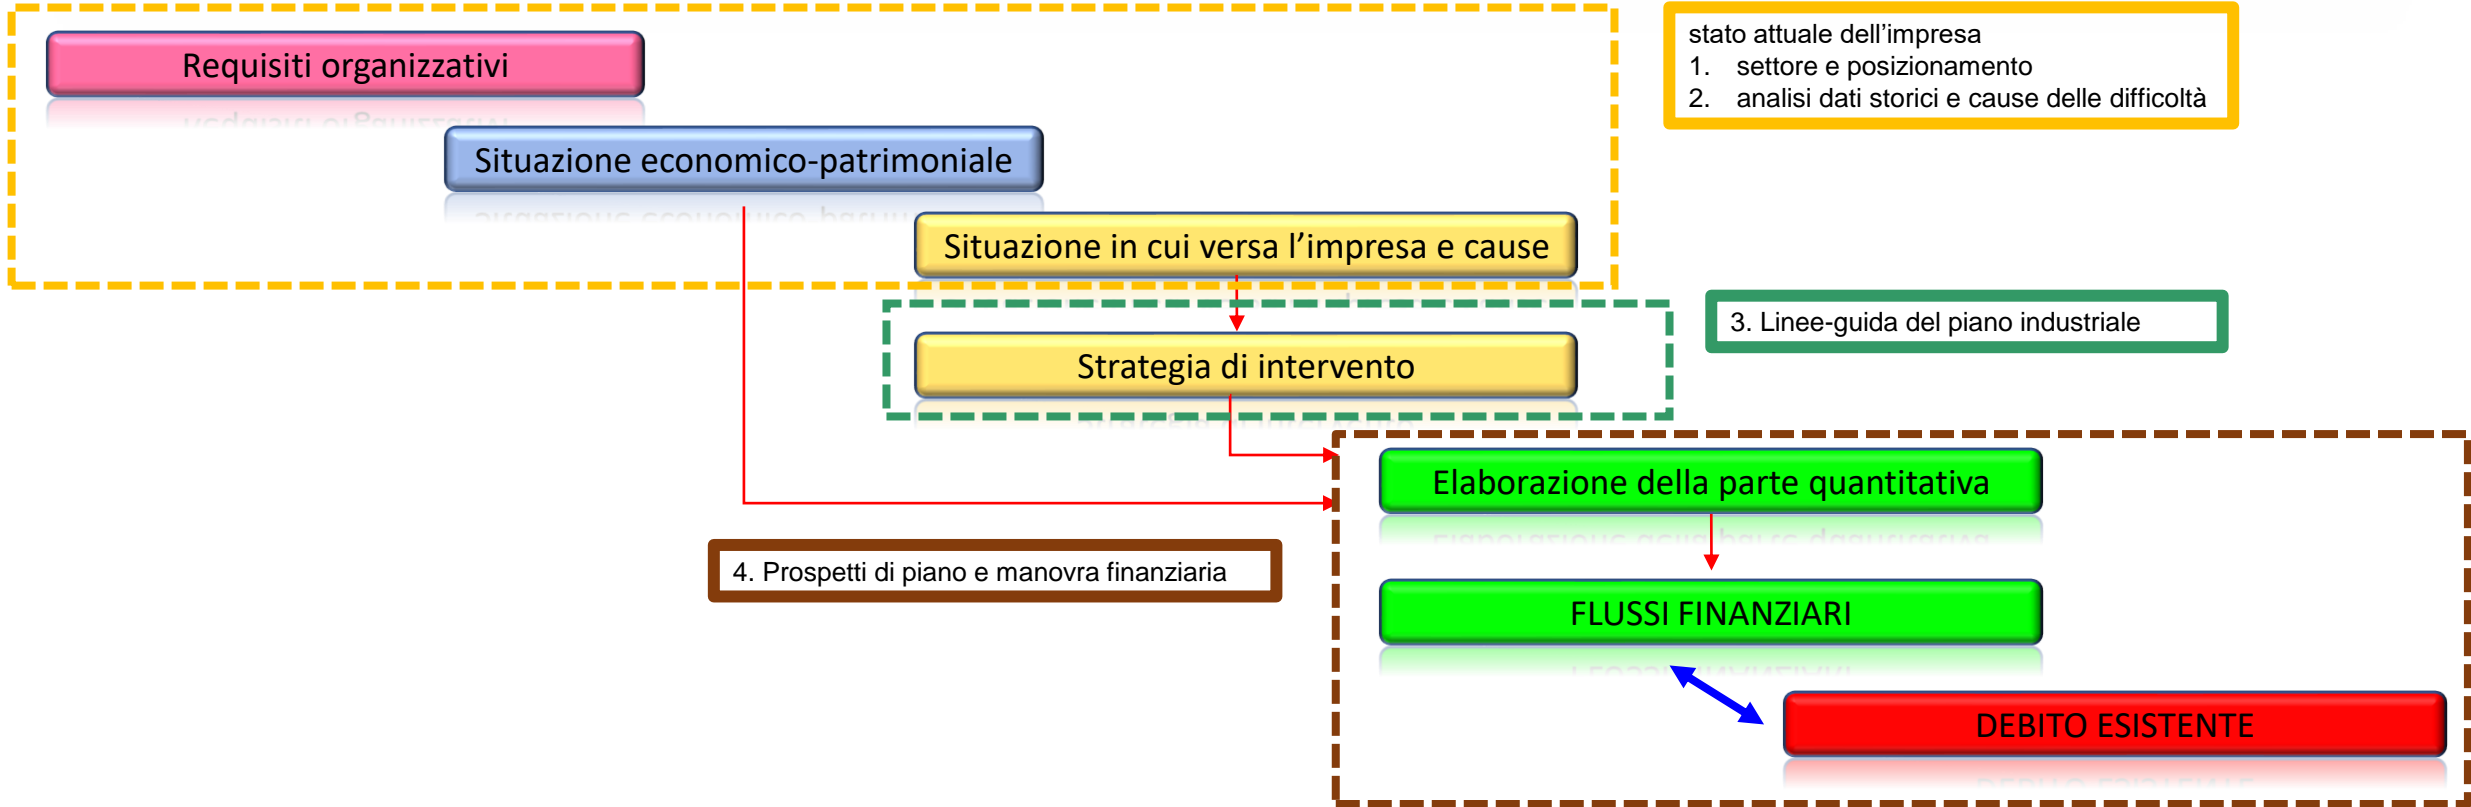 Requisiti organizzativi
stato attuale dell’impresa
1. settore e posizionamento
2. analisi dati storici e cause delle difficoltà
Situazione economico-patrimoniale
Situazione in cui versa l’impresa e cause
3. Linee-guida del piano industriale
Strategia di intervento
Elaborazione della parte quantitativa
4. Prospetti di piano e manovra finanziaria
FLUSSI FINANZIARI
DEBITO ESISTENTE